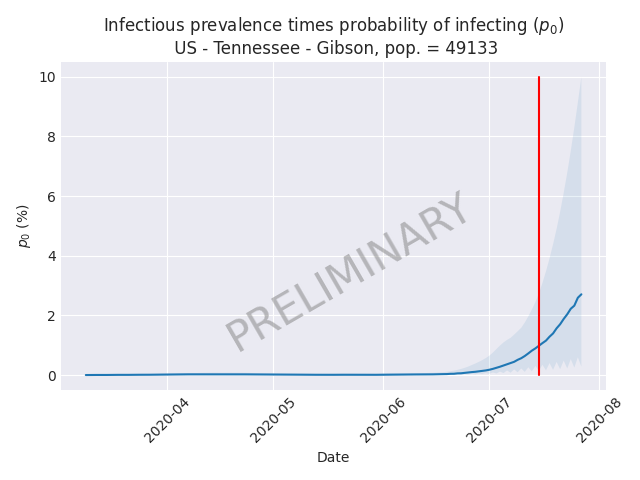 Infectious prevalence times probability of infecting (p₀)
US - Tennessee - Gibson, pop. = 49133
10
8
6
4
2
0
p₀ (%)
PRELIMINARY
2020-04
2020-05
2020-06
2020-07
2020-08
Date